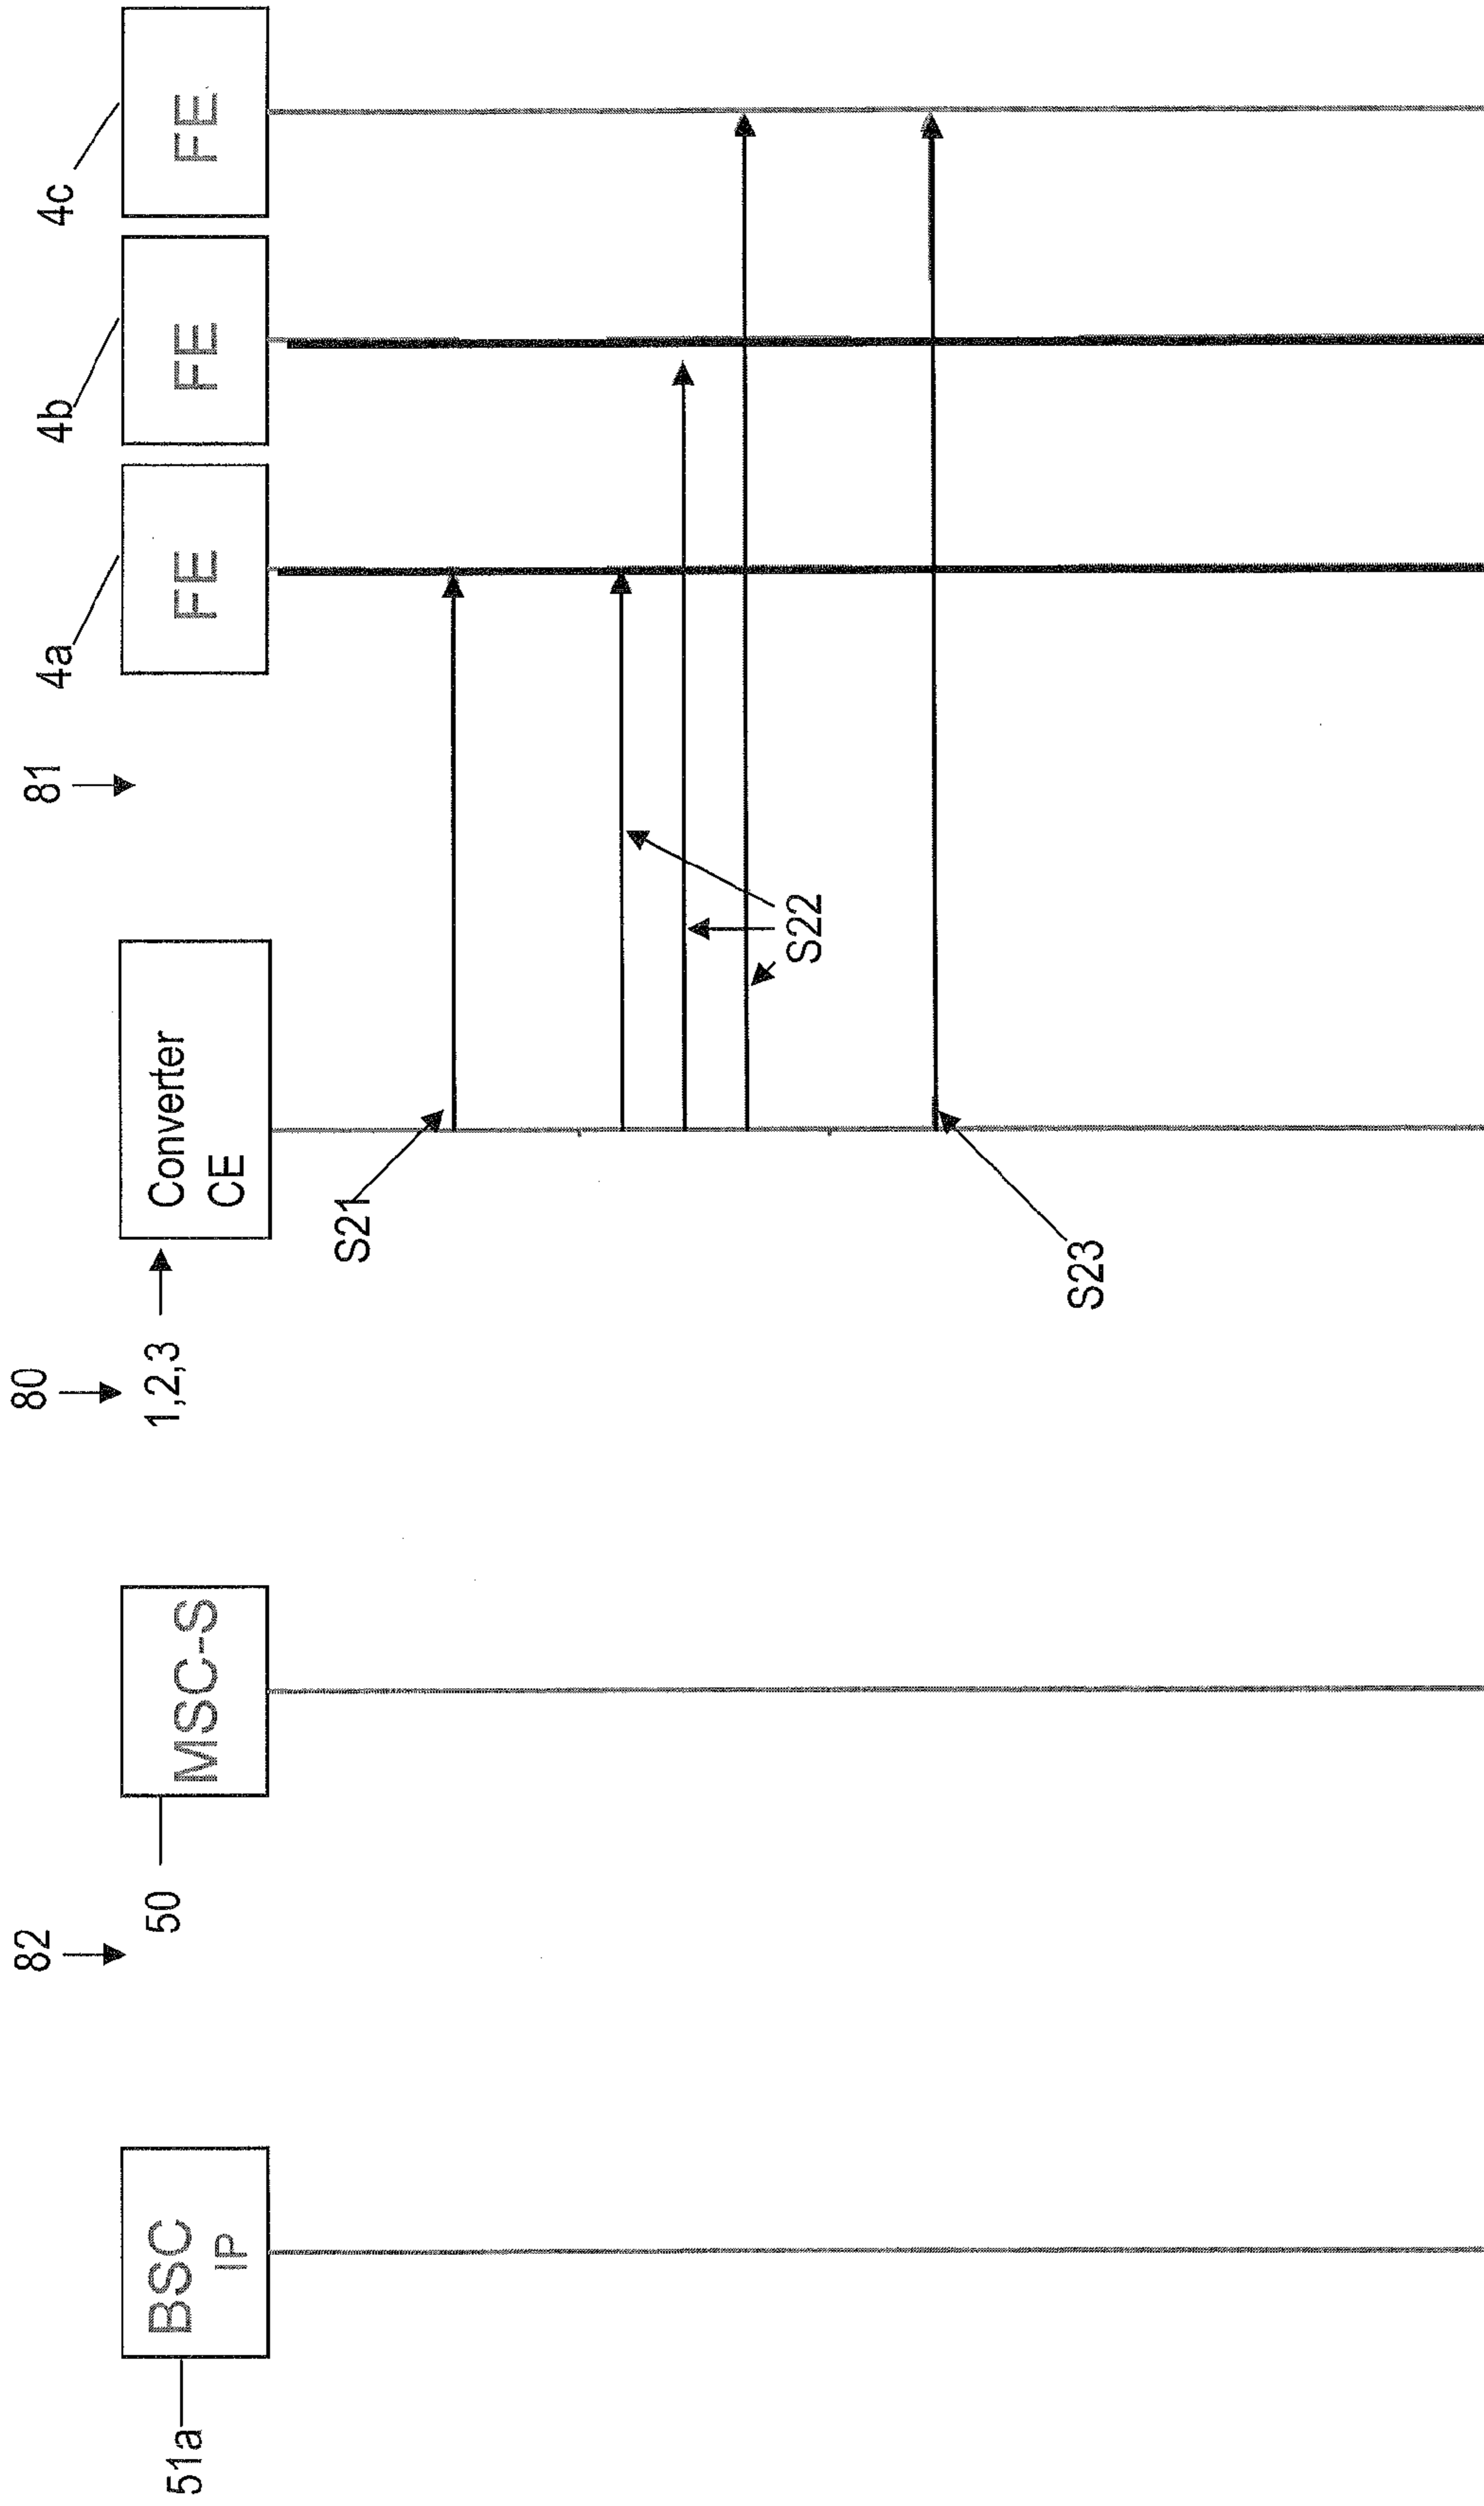 82
80
81
51a
BSC
IP
50
MSC-S
1,2,3
Converter
CE
4a
FE
4b
FE
4c
FE
S21
S22
S23